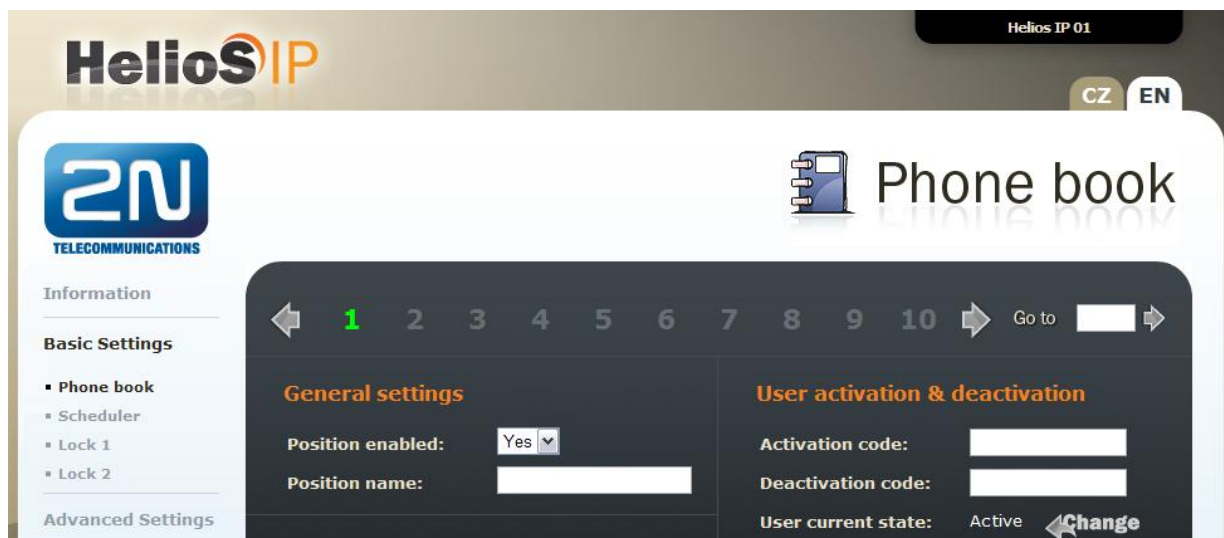 Helios IP 01
HelioS IP
CZ EN
2N
TELECOMMUNICATIONS
Phone book
Information
Basic Settings
Phone book
Scheduler
Lock 1
Lock 2
Advanced Settings
1 2 3 4 5 6 7 8 9 10 Go to
General settings
Position enabled: Yes
Position name:
User activation & deactivation
Activation code:
Deactivation code:
User current state: Active Change